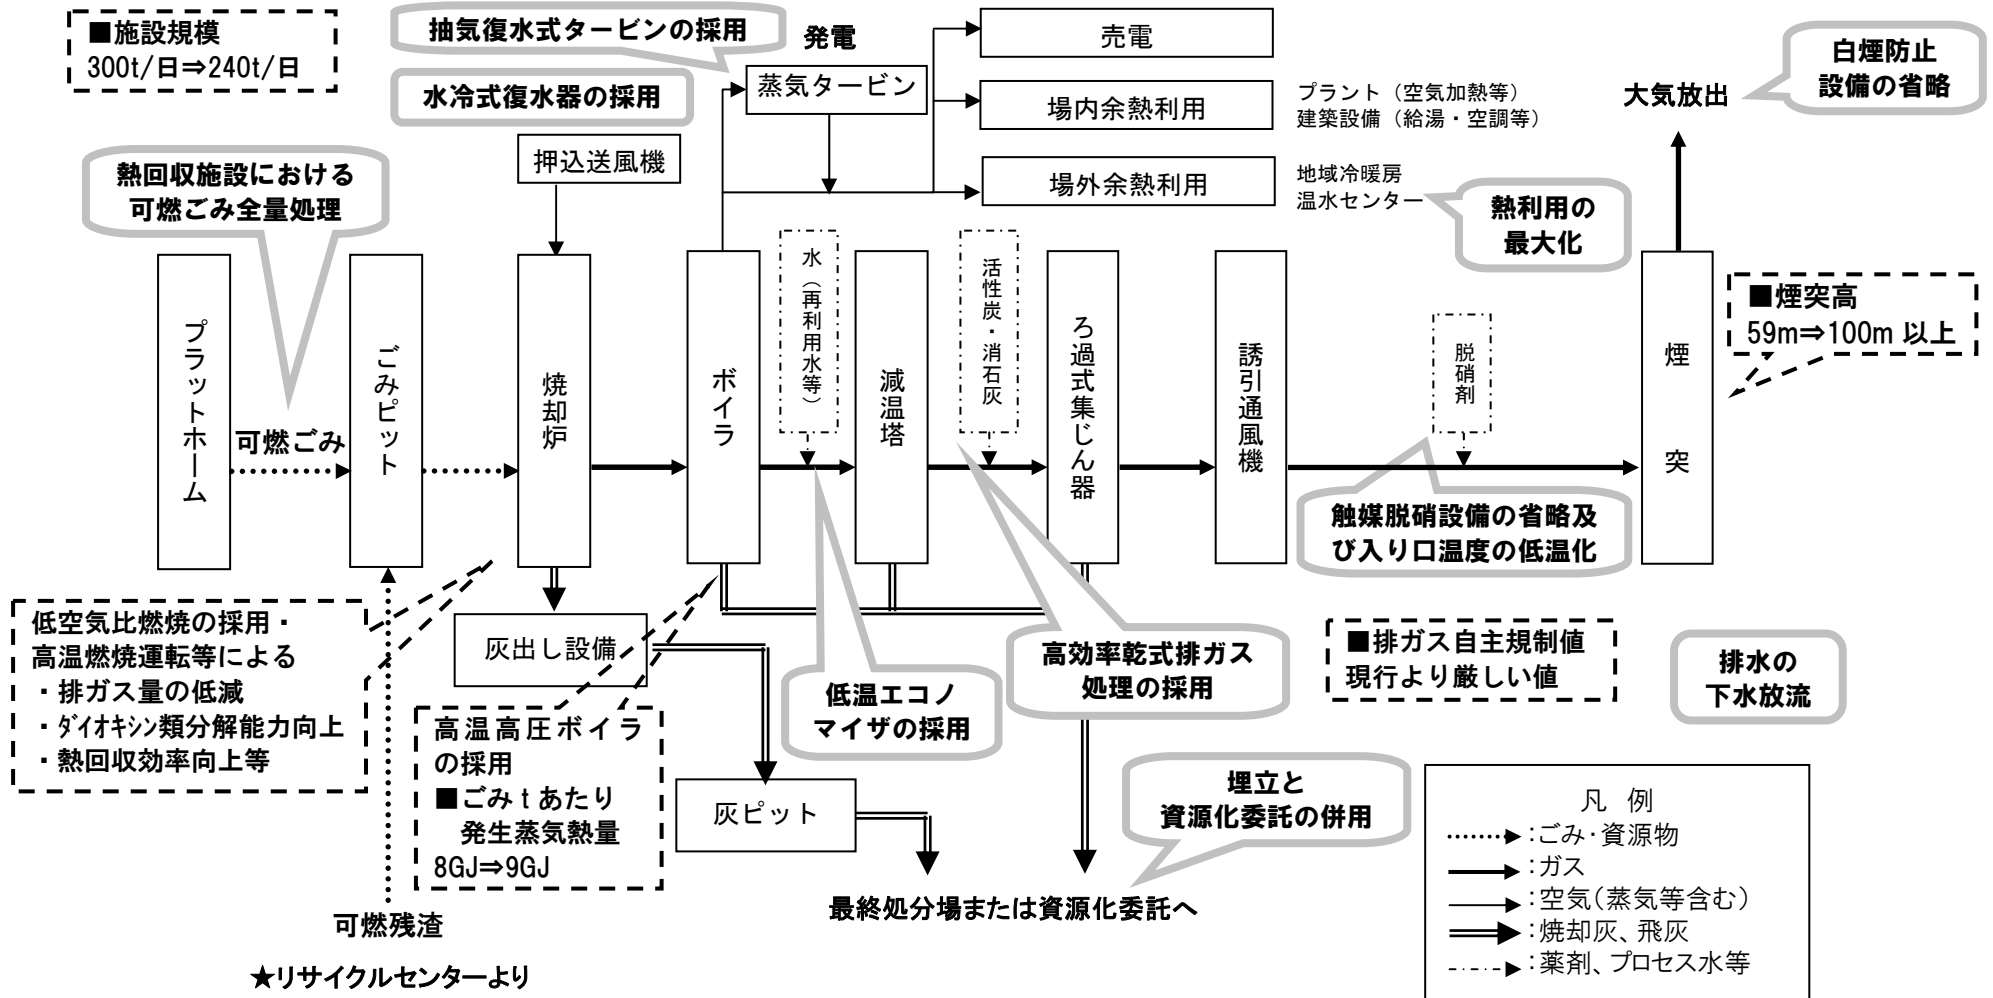 ■施設規模
300t/日⇒240t/日
抽気復水式タービンの採用
水冷式復水器の採用
発電
蒸気タービン
売電
場内余熱利用
プラント（空気加熱等）
建築設備（給湯・空調等）
場外余熱利用
地域冷暖房
温水センター
熱利用の
最大化
大気放出
白煙防止
設備の省略
押込送風機
熱回収施設における
可燃ごみ全量処理
プラットホーム
可燃ごみ
ごみピット
焼却炉
ボイラ
水（再利用水等）
減温塔
活性炭・消石灰
ろ過式集じん器
誘引通風機
脱硝剤
煙突
■煙突高
59m⇒100m 以上
触媒脱硝設備の省略及
び入り口温度の低温化
低空気比燃焼の採用・
高温燃焼運転等による
・排ガス量の低減
・ﾀﾞｲｵｷｼﾝ類分解能力向上
・熱回収効率向上等
灰出し設備
高温高圧ボイラ
の採用
■ごみｔあたり
発生蒸気熱量
8GJ⇒9GJ
低温エコノ
マイザの採用
高効率乾式排ガス
処理の採用
■排ガス自主規制値
現行より厳しい値
排水の
下水放流
灰ピット
埋立と
資源化委託の併用
最終処分場または資源化委託へ
可燃残渣
★リサイクルセンターより
凡 例
：ごみ・資源物
：ガス
：空気（蒸気等含む）
：焼却灰、飛灰
：薬剤、プロセス水等